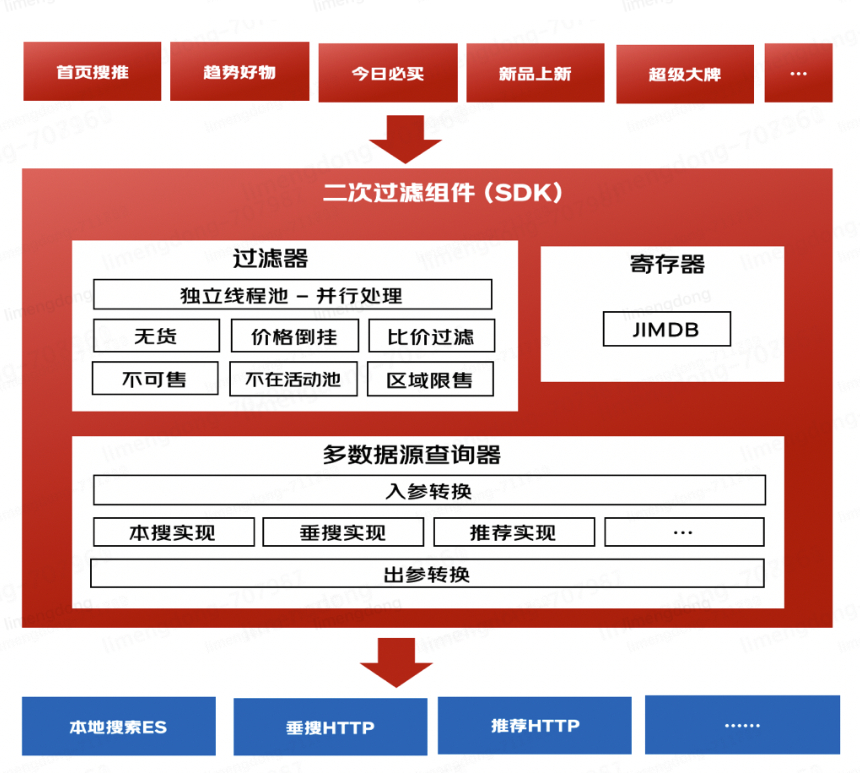 首页搜推
趋势好物
今日必买
新品上新
超级大牌
...
二次过滤组件（SDK）
过滤器
独立线程池 - 并行处理
无货
价格倒挂
比价过滤
不可售
不在活动池
区域限售
寄存器
JIMDB
多数据源查询器
入参转换
本搜实现
垂搜实现
推荐实现
...
出参转换
本地搜索ES
垂搜HTTP
推荐HTTP
......